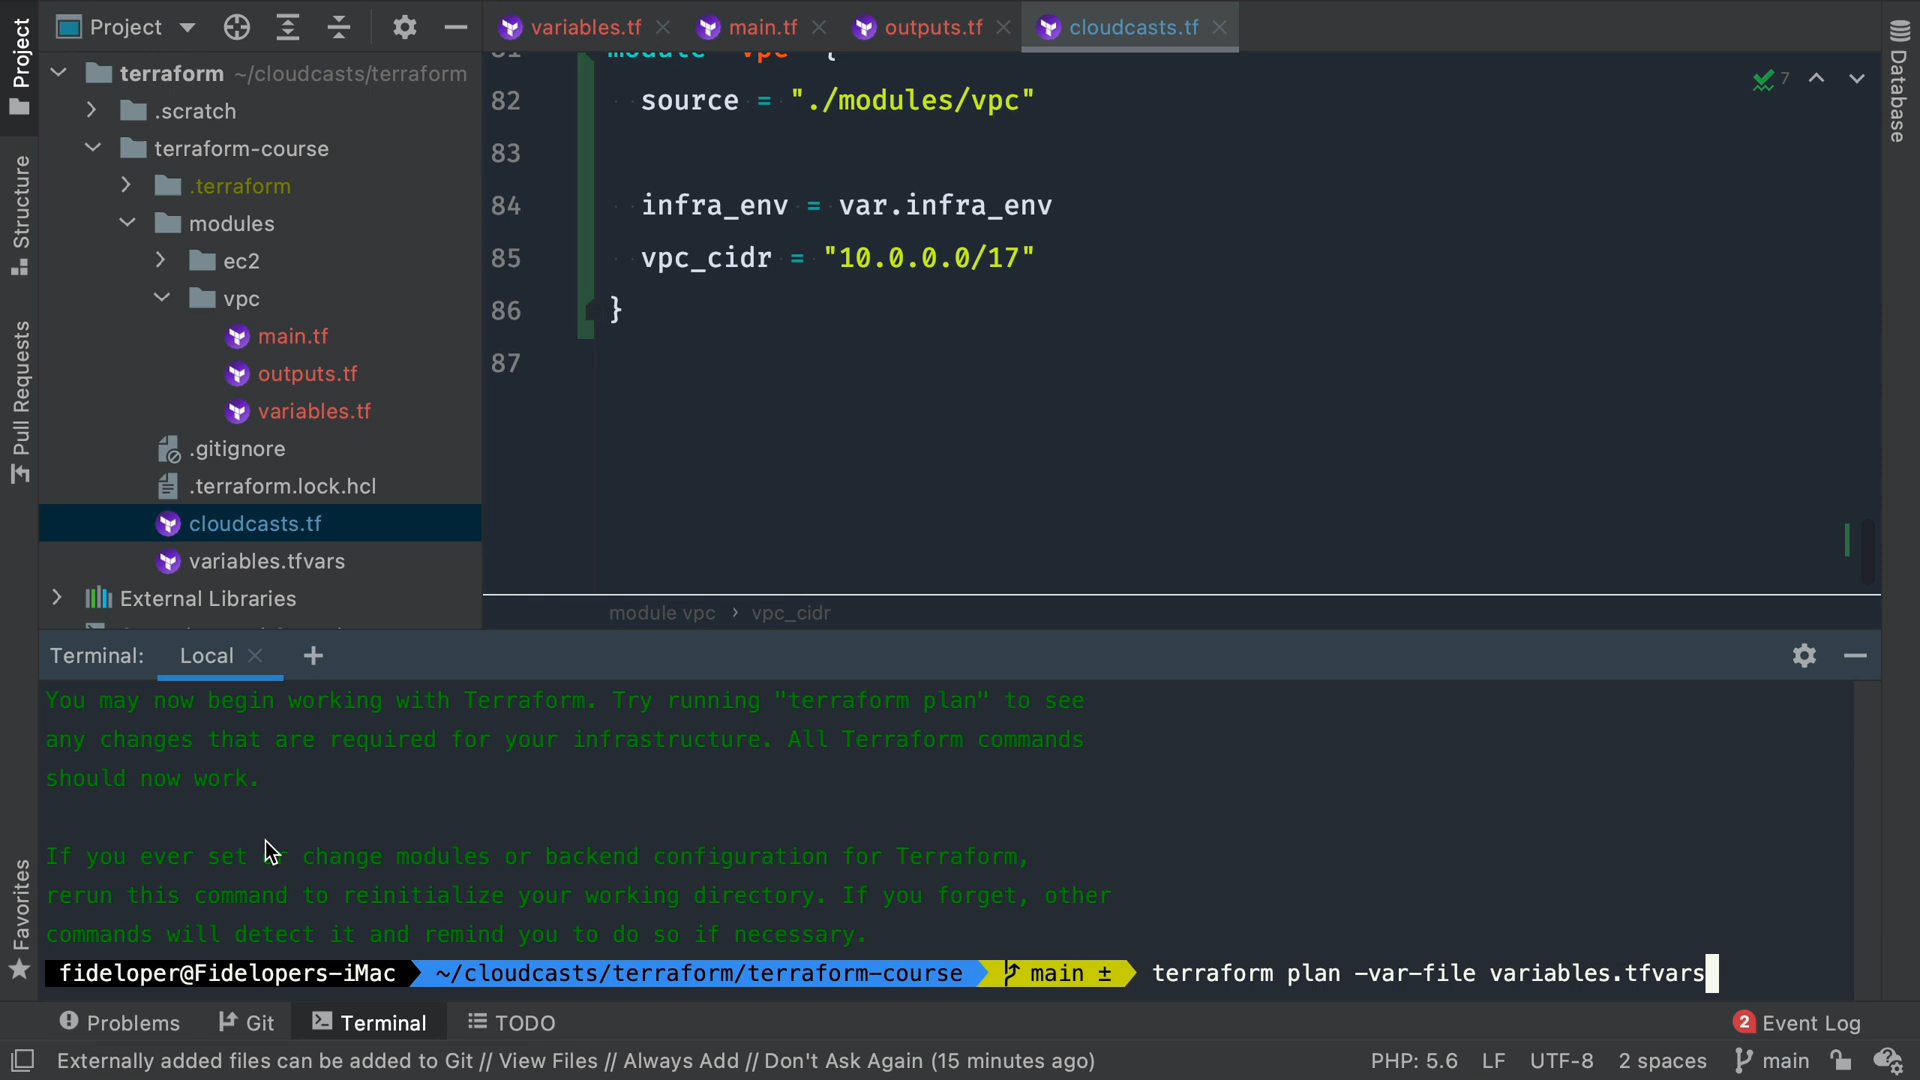 Project
Structure
Pull Requests
Favorites
Database
Project
terraform ~/cloudcasts/terraform
.scratch
terraform-course
.terraform
modules
ec2
vpc
main.tf
outputs.tf
variables.tf
.gitignore
.terraform.lock.hcl
cloudcasts.tf
variables.tfvars
External Libraries
variables.tf
main.tf
outputs.tf
cloudcasts.tf
7
81 module "vpc" {
82 source = "./modules/vpc"
83
84 infra_env = var.infra_env
85 vpc_cidr = "10.0.0.0/17"
86 }
87
module vpc › vpc_cidr
Terminal: Local
You may now begin working with Terraform. Try running "terraform plan" to see
any changes that are required for your infrastructure. All Terraform commands
should now work.
If you ever set or change modules or backend configuration for Terraform,
rerun this command to reinitialize your working directory. If you forget, other
commands will detect it and remind you to do so if necessary.
fideloper@Fidelopers-iMac ~/cloudcasts/terraform/terraform-course main ± terraform plan -var-file variables.tfvars
Problems Git Terminal TODO 2 Event Log
Externally added files can be added to Git // View Files // Always Add // Don't Ask Again (15 minutes ago) PHP: 5.6 LF UTF-8 2 spaces main